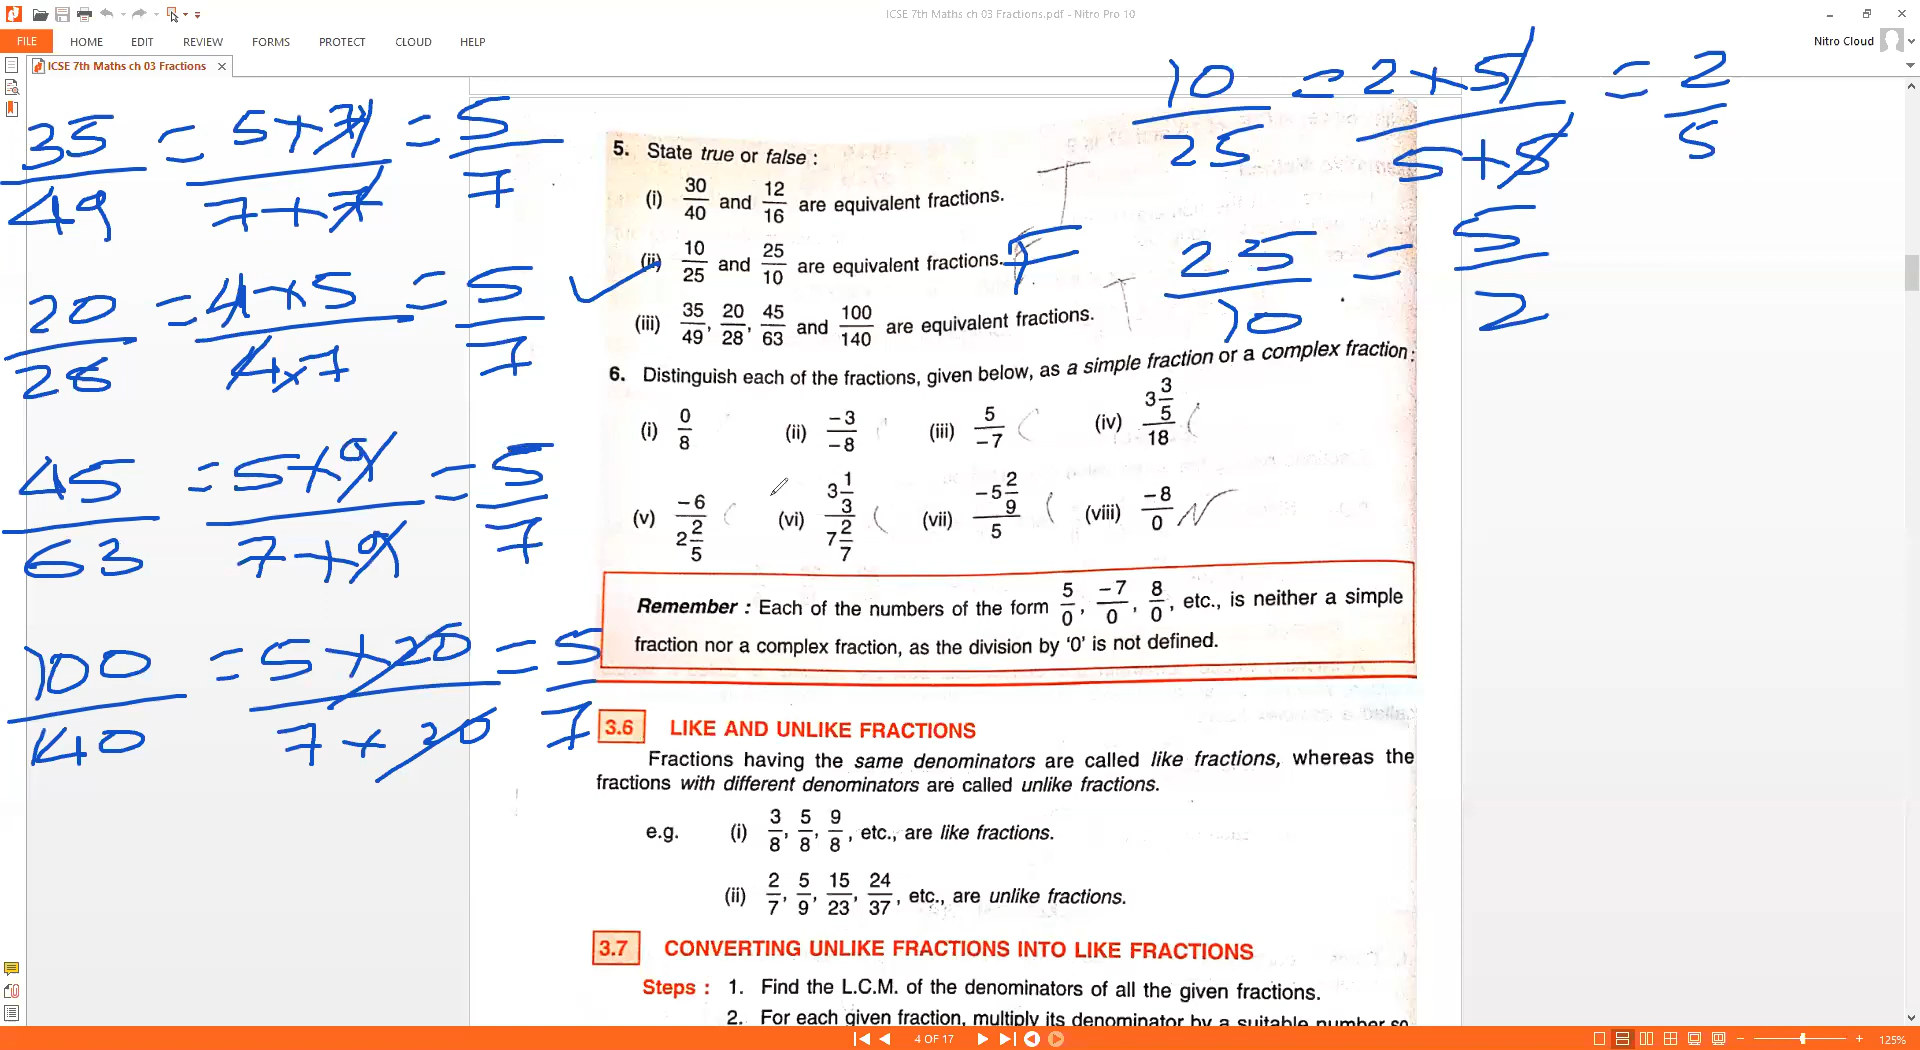 ICSE 7th Maths ch 03 Fractions.pdf - Nitro Pro 10
FILE HOME EDIT REVIEW FORMS PROTECT CLOUD HELP
Nitro Cloud
ICSE 7th Maths ch 03 Fractions ×
35/49 = 5×7/7×7 = 5/7
20/28 = 4×5/4×7 = 5/7
45/63 = 5×9/7×9 = 5/7
100/140 = 5×20/7×20 = 5/7
10/25 = 2×5/5×5 = 2/5
25/10 = 5/2
5. State true or false :
(i) 30/40 and 12/16 are equivalent fractions. T
(ii) 10/25 and 25/10 are equivalent fractions. F
(iii) 35/49, 20/28, 45/63 and 100/140 are equivalent fractions. T
6. Distinguish each of the fractions, given below, as a simple fraction or a complex fraction :
(i) 0/8 (ii) -3/-8 (iii) 5/-7 (iv) 3 3/5 / 18
(v) -6 / 2 2/5 (vi) 3 1/3 / 7 2/7 (vii) -5 2/9 / 5 (viii) -8/0 N
Remember : Each of the numbers of the form 5/0, -7/0, 8/0, etc., is neither a simple
fraction nor a complex fraction, as the division by ‘0’ is not defined.
3.6 LIKE AND UNLIKE FRACTIONS
Fractions having the same denominators are called like fractions, whereas the
fractions with different denominators are called unlike fractions.
e.g. (i) 3/8, 5/8, 9/8, etc., are like fractions.
(ii) 2/7, 5/9, 15/23, 24/37, etc., are unlike fractions.
3.7 CONVERTING UNLIKE FRACTIONS INTO LIKE FRACTIONS
Steps : 1. Find the L.C.M. of the denominators of all the given fractions.
2. For each given fraction, multiply its denominator by a suitable number so
4 OF 17
125%